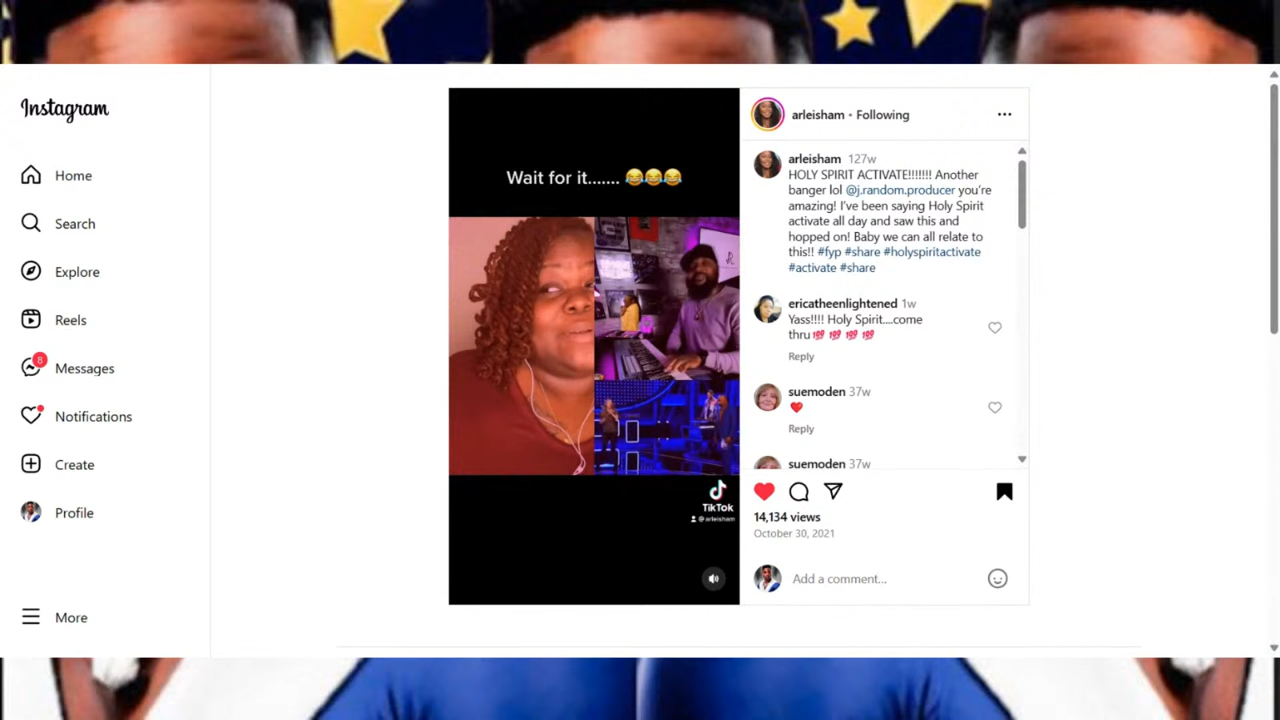 Instagram
Home
Search
Explore
Reels
8
Messages
Notifications
Create
Profile
More
Wait for it....... 😂😂😂
TikTok
@arleisham
arleisham • Following
arleisham 127w
HOLY SPIRIT ACTIVATE!!!!!!! Another
banger lol @j.random.producer you're
amazing! I've been saying Holy Spirit
activate all day and saw this and
hopped on! Baby we can all relate to
this!! #fyp #share #holyspiritactivate
#activate #share
ericatheenlightened 1w
Yass!!!! Holy Spirit....come
thru💯 💯 💯 💯
Reply
suemoden 37w
❤️
Reply
suemoden 37w
14,134 views
October 30, 2021
Add a comment...